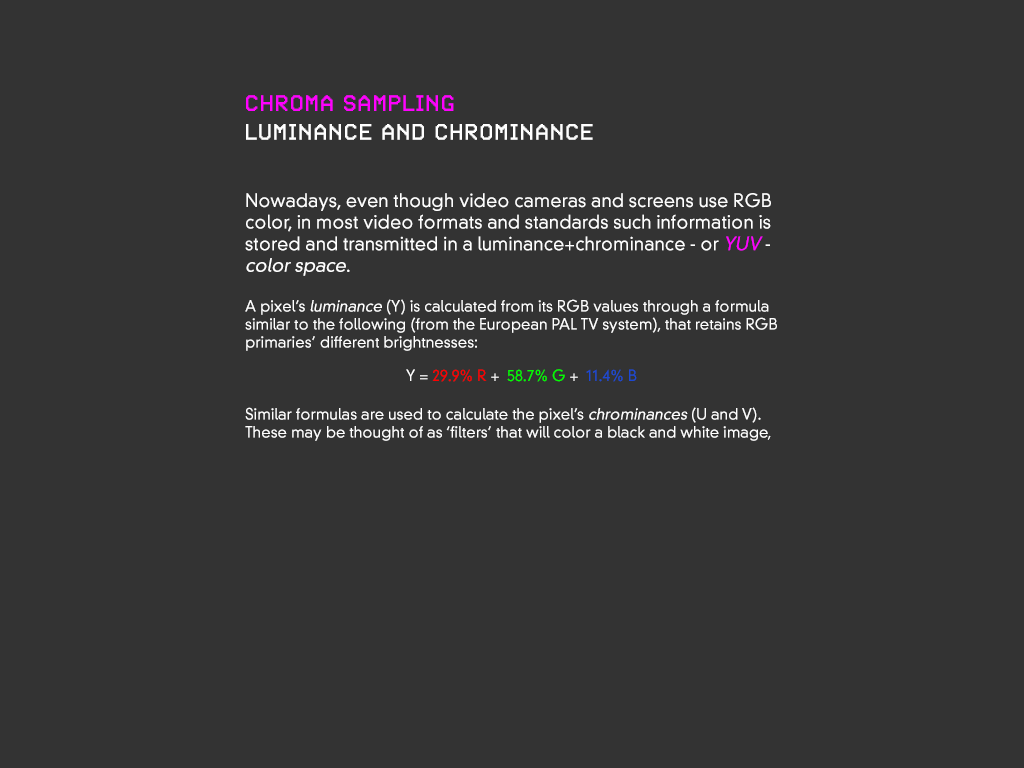 CHROMA SAMPLING
LUMINANCE AND CHROMINANCE
Nowadays, even though video cameras and screens use RGB
color, in most video formats and standards such information is
stored and transmitted in a luminance+chrominance - or YUV -
color space.
A pixel’s luminance (Y) is calculated from its RGB values through a formula
similar to the following (from the European PAL TV system), that retains RGB
primaries’ different brightnesses:
Y = 29.9% R + 58.7% G + 11.4% B
Similar formulas are used to calculate the pixel’s chrominances (U and V).
These may be thought of as ‘filters’ that will color a black and white image,